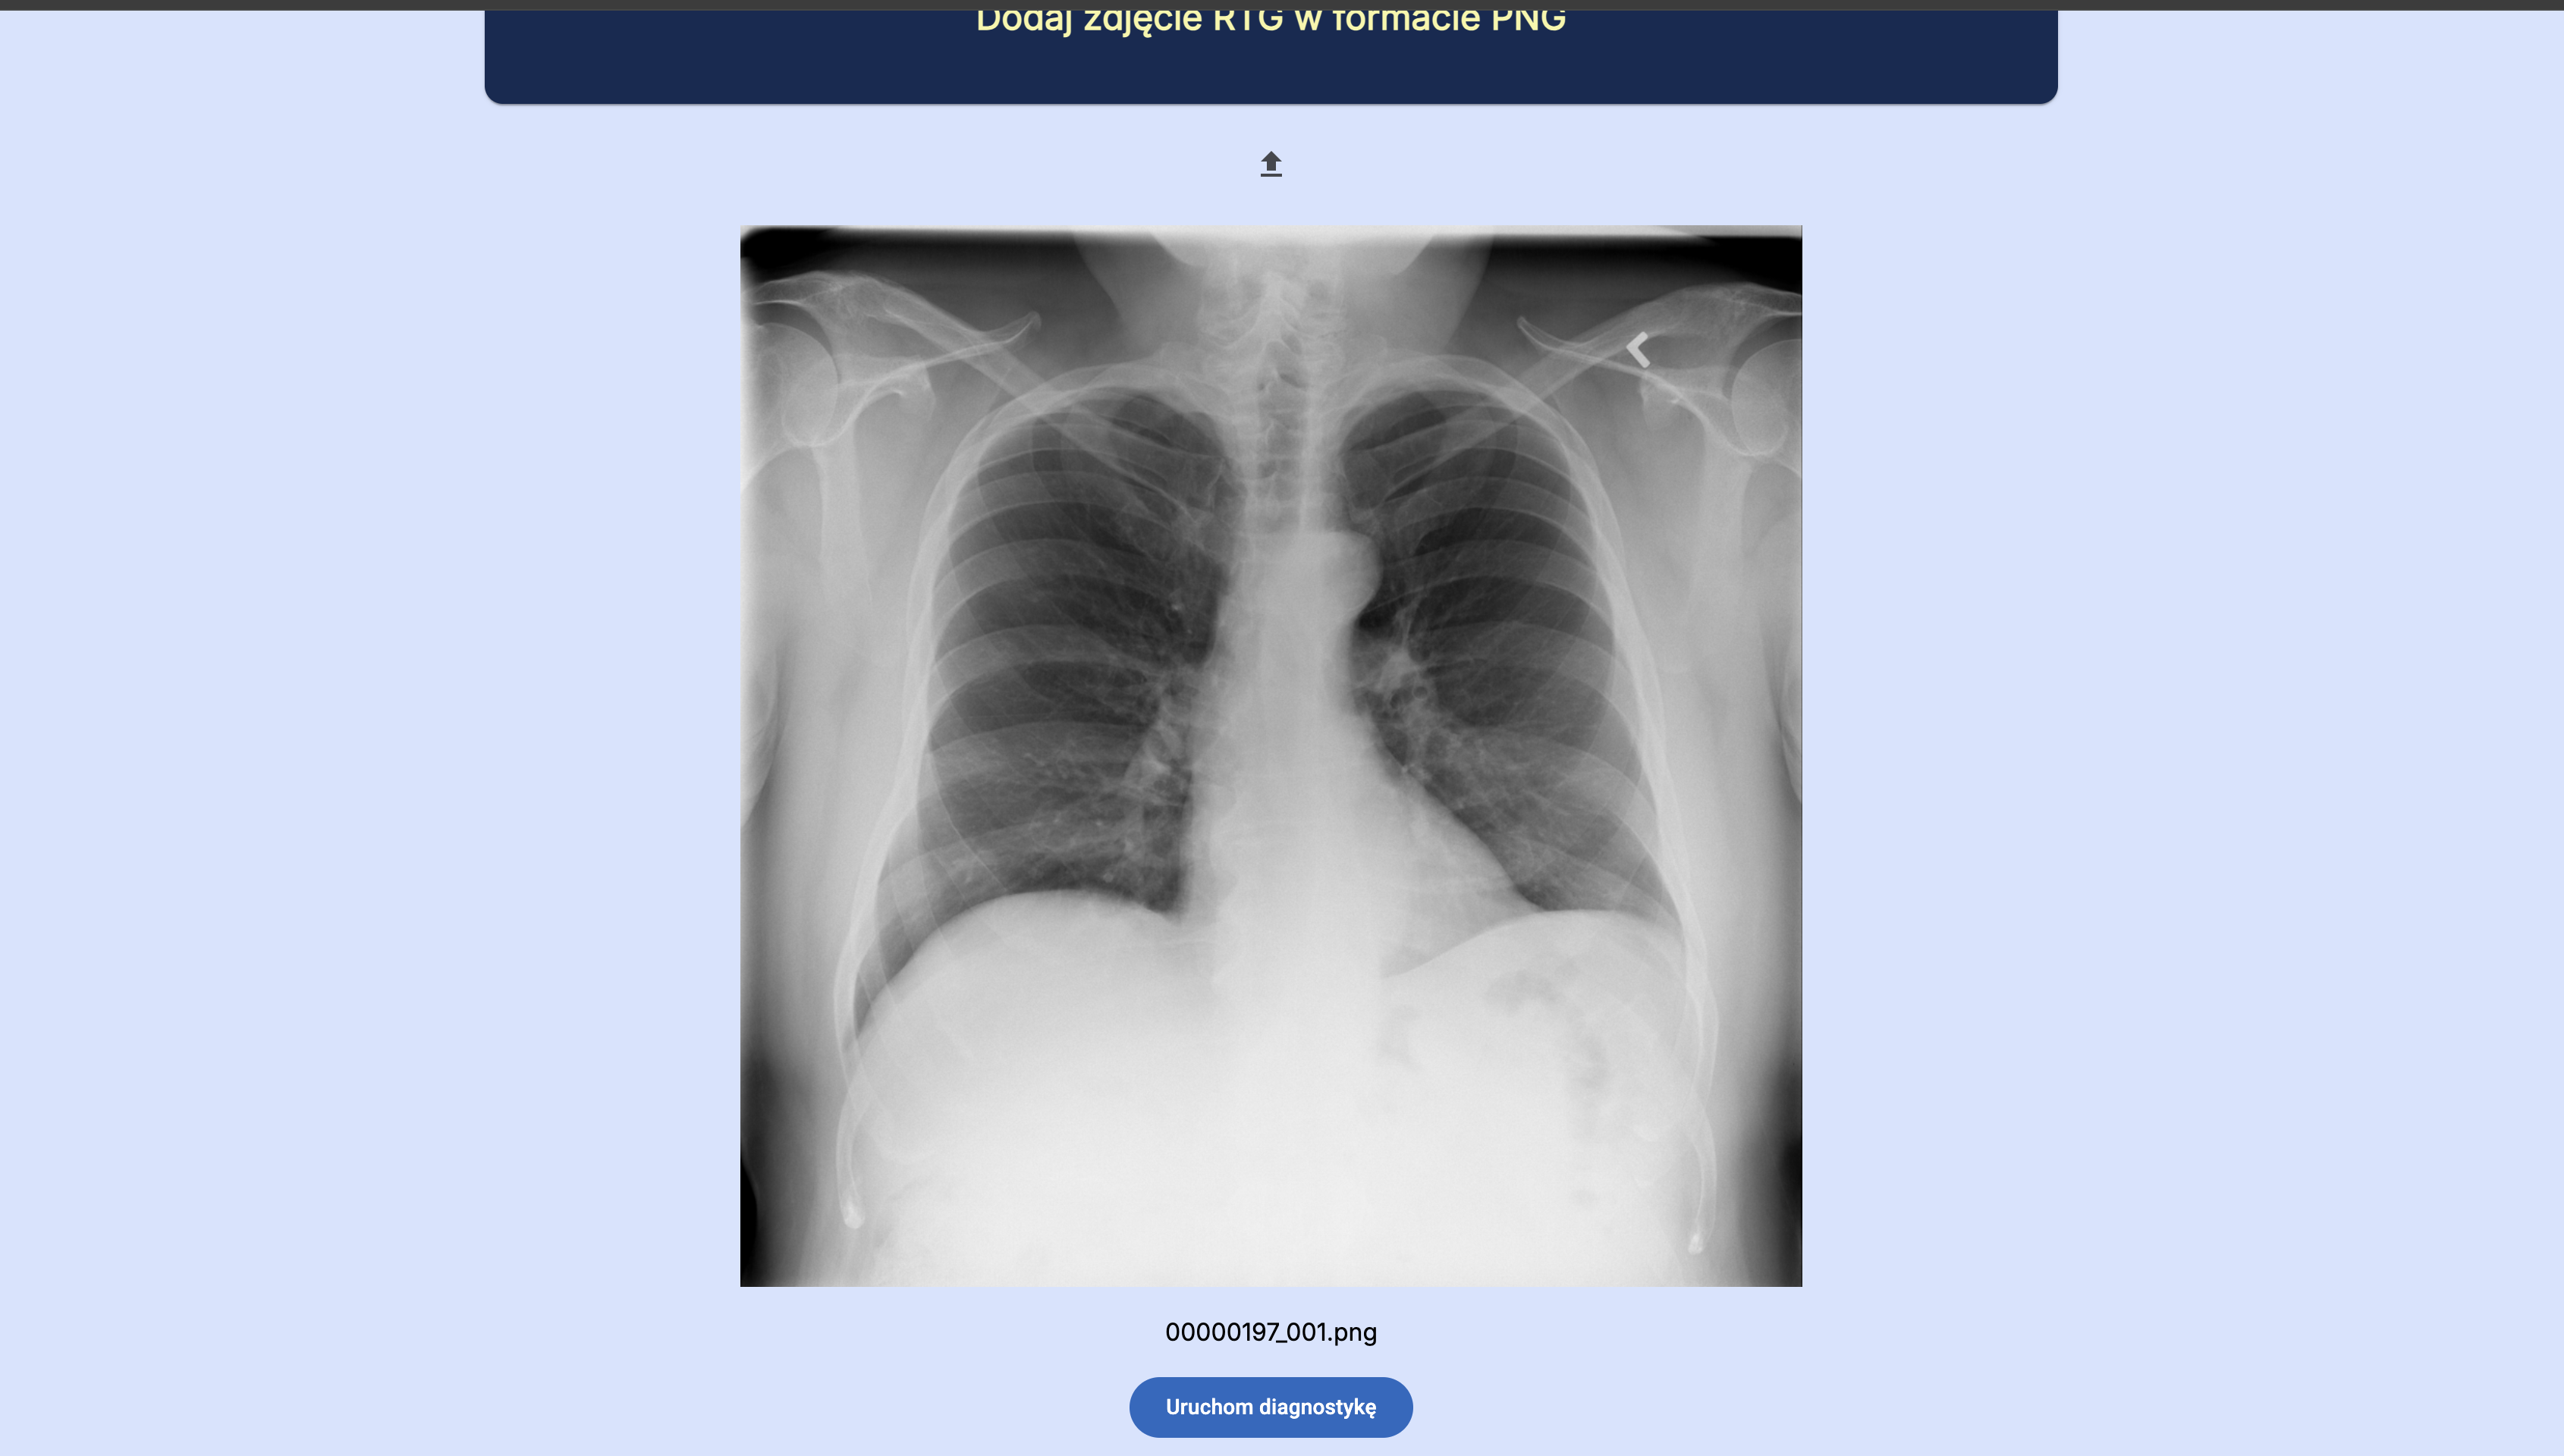 Dodaj zdjęcie RTG w formacie PNG
00000197_001.png
Uruchom diagnostykę